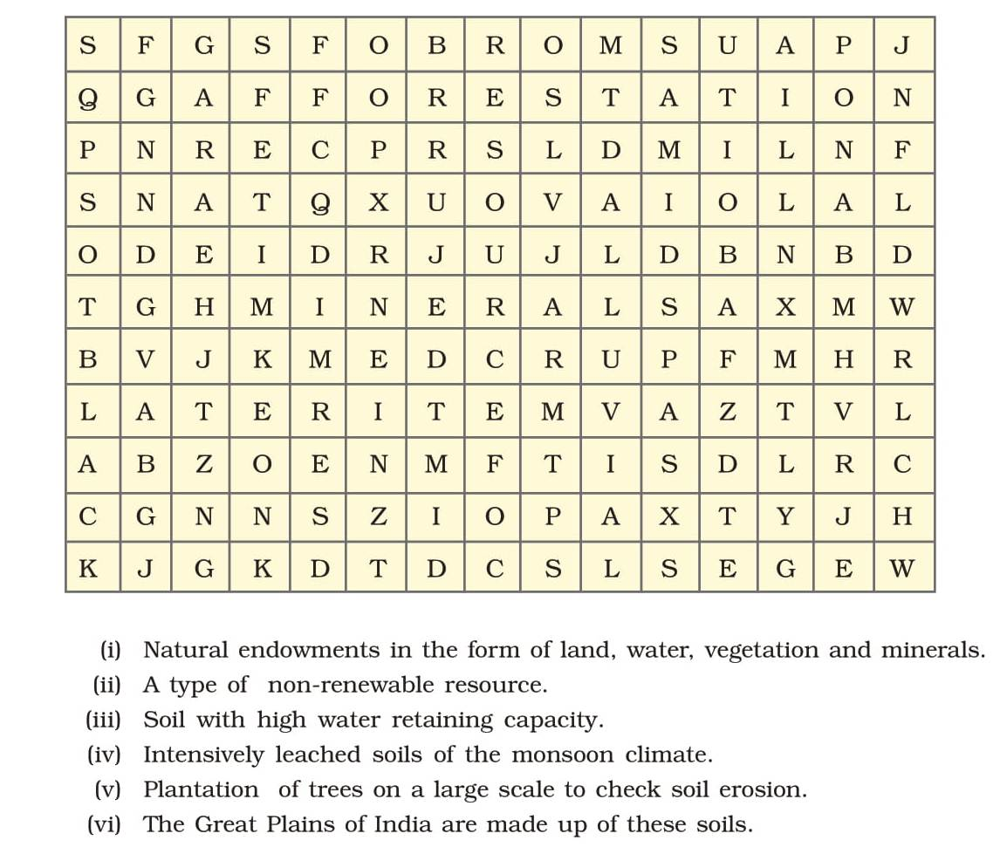 S F G S F O B R O M S U A P J
Q G A F F O R E S T A T I O N
P N R E C P R S L D M I L N F
S N A T Q X U O V A I O L A L
O D E I D R J U J L D B N B D
T G H M I N E R A L S A X M W
B V J K M E D C R U P F M H R
L A T E R I T E M V A Z T V L
A B Z O E N M F T I S D L R C
C G N N S Z I O P A X T Y J H
K J G K D T D C S L S E G E W
(i) Natural endowments in the form of land, water, vegetation and minerals.
(ii) A type of non-renewable resource.
(iii) Soil with high water retaining capacity.
(iv) Intensively leached soils of the monsoon climate.
(v) Plantation of trees on a large scale to check soil erosion.
(vi) The Great Plains of India are made up of these soils.